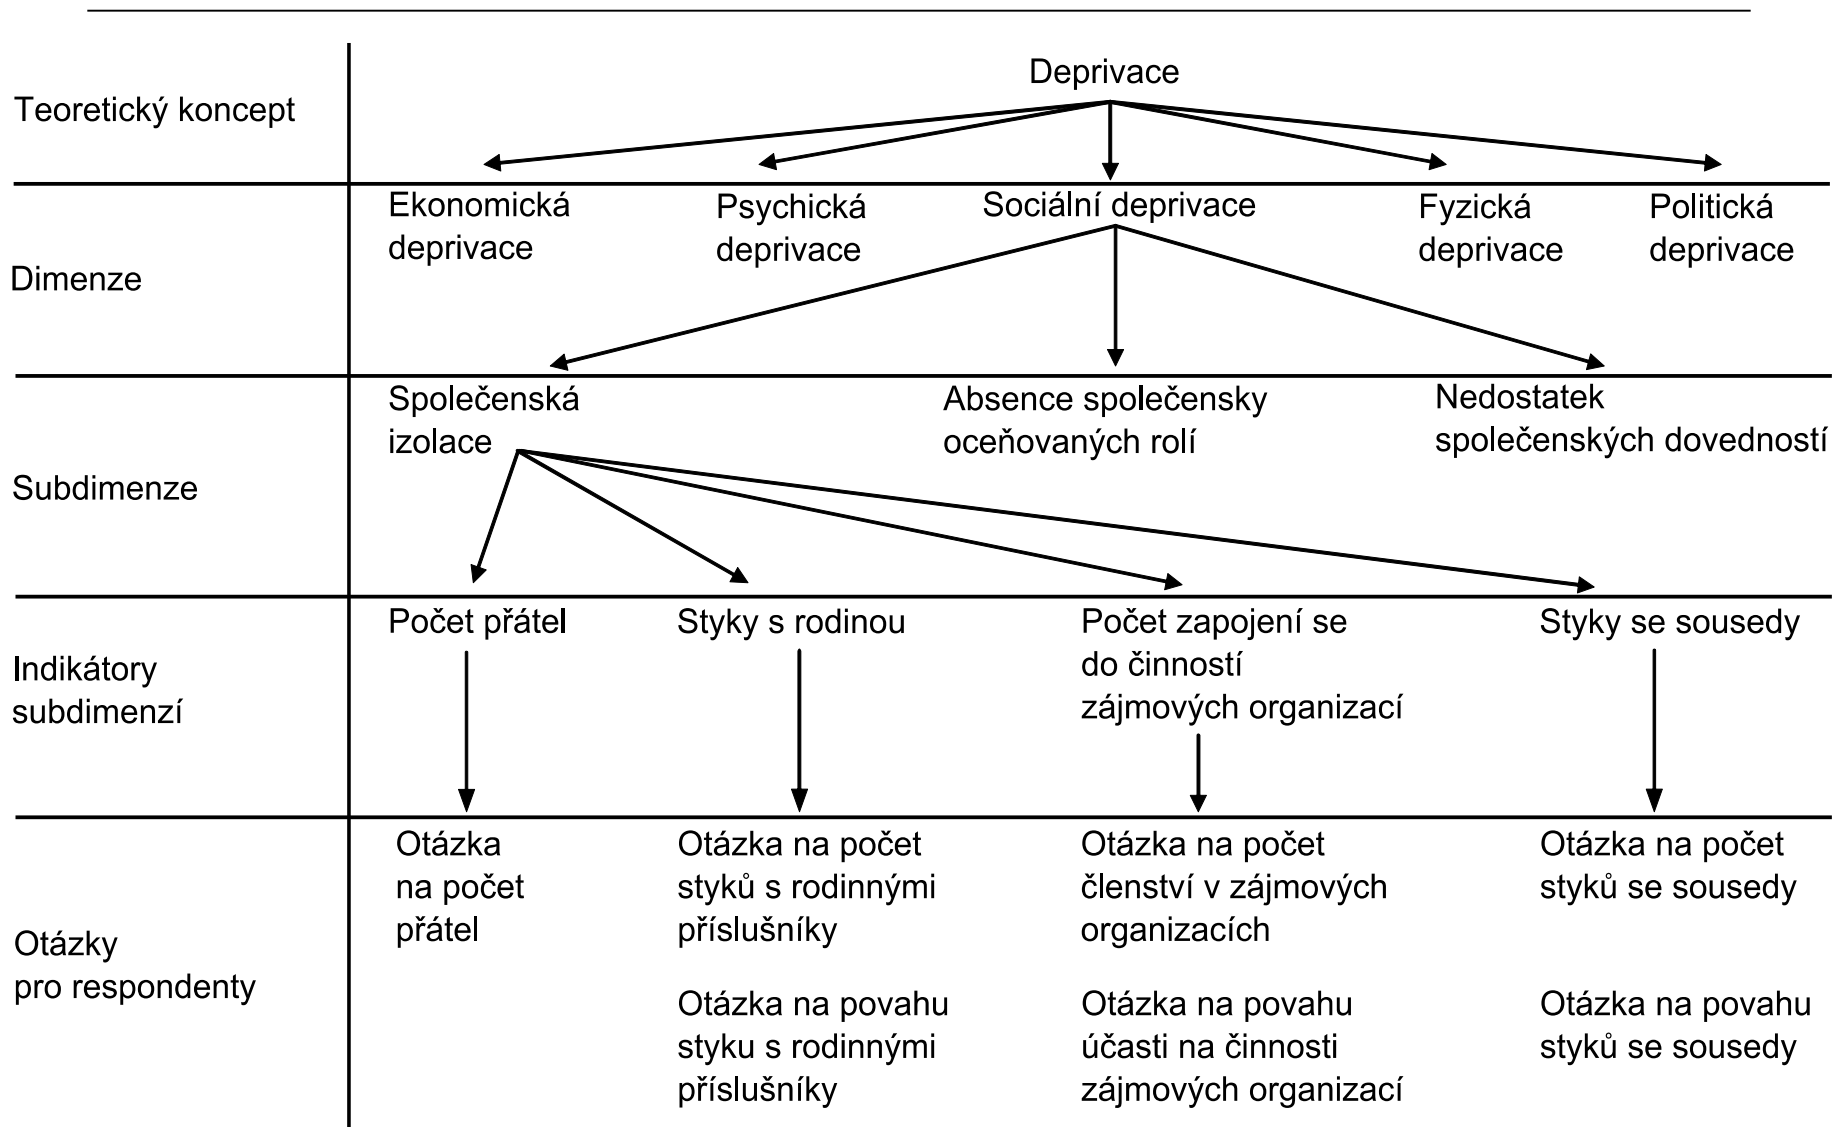 Deprivace
Teoretický koncept
Ekonomická
deprivace
Psychická
deprivace
Sociální deprivace
Fyzická
deprivace
Politická
deprivace
Dimenze
Společenská
izolace
Absence společensky
oceňovaných rolí
Nedostatek
společenských dovedností
Subdimenze
Počet přátel
Styky s rodinou
Počet zapojení se
do činností
zájmových organizací
Styky se sousedy
Indikátory
subdimenzí
Otázka
na počet
přátel
Otázka na počet
styků s rodinnými
příslušníky
Otázka na počet
členství v zájmových
organizacích
Otázka na počet
styků se sousedy
Otázky
pro respondenty
Otázka na povahu
styku s rodinnými
příslušníky
Otázka na povahu
účasti na činnosti
zájmových organizací
Otázka na povahu
styků se sousedy